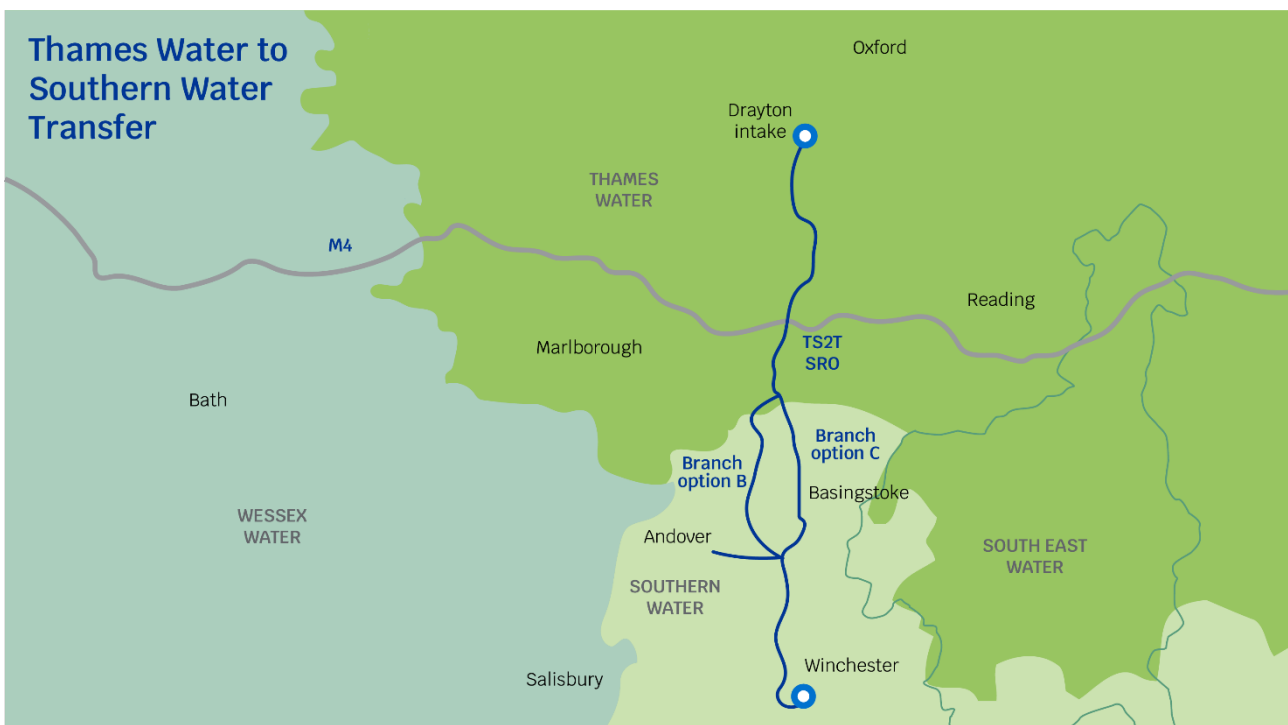 Thames Water to
Southern Water
Transfer
Oxford
Drayton
intake
THAMES
WATER
M4
Reading
Marlborough
TS2T
SRO
Bath
Branch
option C
Branch
option B
Basingstoke
WESSEX
WATER
Andover
SOUTH EAST
WATER
SOUTHERN
WATER
Winchester
Salisbury